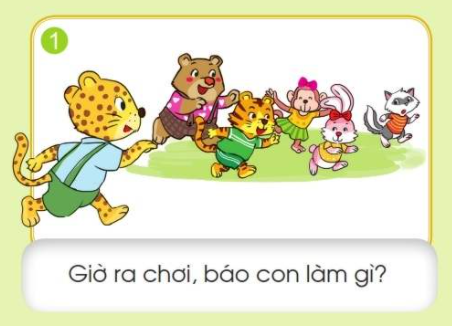 1
Giờ ra chơi, báo con làm gì?